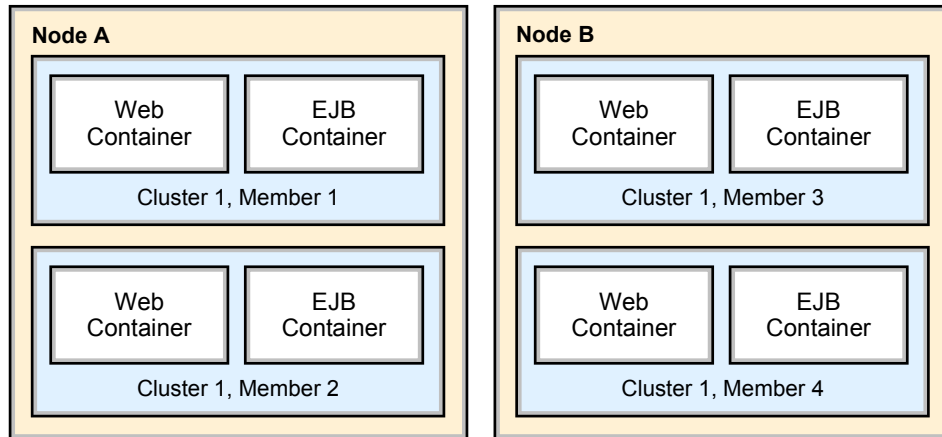 Node A
Web
Container
EJB
Container
Cluster 1, Member 1
Web
Container
EJB
Container
Cluster 1, Member 2
Node B
Web
Container
EJB
Container
Cluster 1, Member 3
Web
Container
EJB
Container
Cluster 1, Member 4